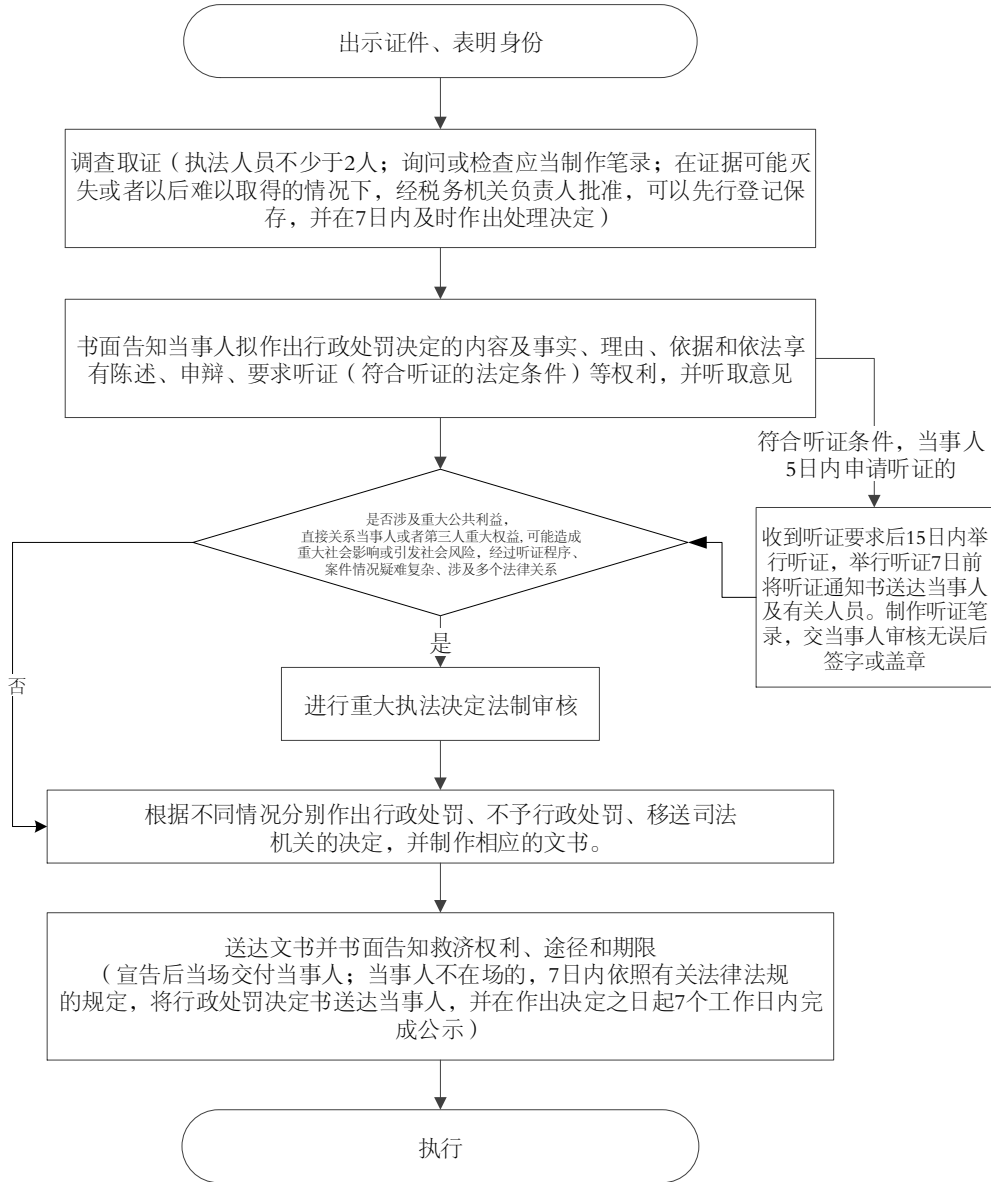 出示证件、表明身份
调查取证（执法人员不少于2人；询问或检查应当制作笔录；在证据可能灭
失或者以后难以取得的情况下，经税务机关负责人批准，可以先行登记保
存，并在7日内及时作出处理决定）
书面告知当事人拟作出行政处罚决定的内容及事实、理由、依据和依法享
有陈述、申辩、要求听证（符合听证的法定条件）等权利，并听取意见
符合听证条件，当事人
5日内申请听证的
收到听证要求后15日内举
行听证，举行听证7日前
将听证通知书送达当事人
及有关人员。制作听证笔
录，交当事人审核无误后
签字或盖章
是否涉及重大公共利益，
直接关系当事人或者第三人重大权益，可能造成
重大社会影响或引发社会风险，经过听证程序、
案件情况疑难复杂、涉及多个法律关系
是
否
进行重大执法决定法制审核
根据不同情况分别作出行政处罚、不予行政处罚、移送司法
机关的决定，并制作相应的文书。
送达文书并书面告知救济权利、途径和期限
（宣告后当场交付当事人；当事人不在场的，7日内依照有关法律法规
的规定，将行政处罚决定书送达当事人，并在作出决定之日起7个工作日内完
成公示）
执行